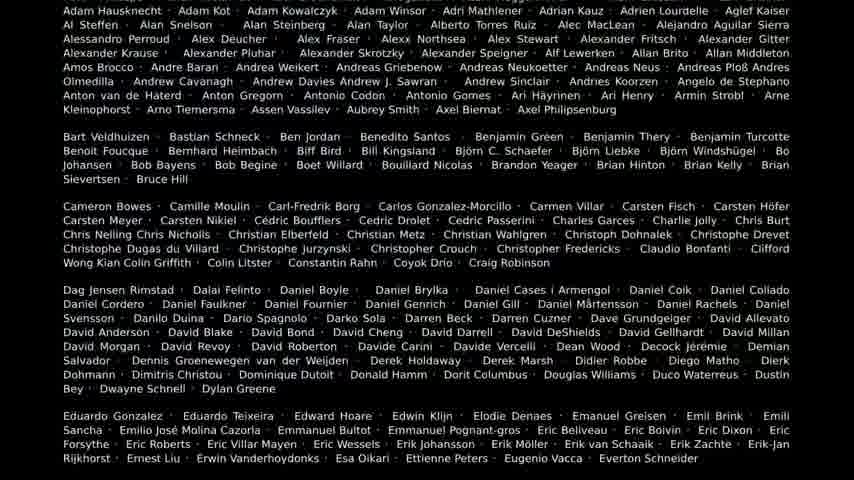 Adam Hausknecht · Adam Kot · Adam Kowalczyk · Adam Winsor · Adri Mathlener · Adrian Kauz · Adrien Lourdelle · Aglef Kaiser
Al Steffen · Alan Snelson · Alan Steinberg · Alan Taylor · Alberto Torres Ruiz · Alec MacLean · Alejandro Aguilar Sierra
Alessandro Perroud · Alex Deucher · Alex Fraser · Alexx Northsea · Alex Stewart · Alexander Fritsch · Alexander Gitter
Alexander Krause · Alexander Pluhar · Alexander Skrotzky · Alexander Speigner · Alf Lewerken · Allan Brito · Allan Middleton
Amos Brocco · Andre Baran · Andrea Weikert · Andreas Griebenow · Andreas Neukoetter · Andreas Neus · Andreas Ploß Andres
Olmedilla · Andrew Cavanagh · Andrew Davies Andrew J. Sawran · Andrew Sinclair · Andries Koorzen · Angelo de Stephano
Anton van de Haterd · Anton Gregorn · Antonio Codon · Antonio Gomes · Ari Häyrinen · Ari Henry · Armin Strobl · Arne
Kleinophorst · Arno Tiemersma · Assen Vassilev · Aubrey Smith · Axel Biernat · Axel Philipsenburg
Bart Veldhuizen · Bastian Schneck · Ben Jordan · Benedito Santos · Benjamin Green · Benjamin Thery · Benjamin Turcotte
Benoit Foucque · Bernhard Heimbach · Biff Bird · Bill Kingsland · Björn C. Schaefer · Björn Liebke · Björn Windshügel · Bo
Johansen · Bob Bayens · Bob Begine · Boet Willard · Bouillard Nicolas · Brandon Yeager · Brian Hinton · Brian Kelly · Brian
Sievertsen · Bruce Hill
Cameron Bowes · Camille Moulin · Carl-Fredrik Borg · Carlos Gonzalez-Morcillo · Carmen Villar · Carsten Fisch · Carsten Höfer
Carsten Meyer · Carsten Nikiel · Cédric Boufflers · Cedric Drolet · Cedric Passerini · Charles Garces · Charlie Jolly · Chris Burt
Chris Nelling Chris Nicholls · Christian Elberfeld · Christian Metz · Christian Wahlgren · Christoph Dohnalek · Christophe Drevet
Christophe Dugas du Villard · Christophe Jurzynski · Christopher Crouch · Christopher Fredericks · Claudio Bonfanti · Clifford
Wong Kian Colin Griffith · Colin Litster · Constantin Rahn · Coyok Drio · Craig Robinson
Dag Jensen Rimstad · Dalai Felinto · Daniel Boyle · Daniel Brylka · Daniel Cases i Armengol · Daniel Coik · Daniel Collado
Daniel Cordero · Daniel Faulkner · Daniel Fournier · Daniel Genrich · Daniel Gill · Daniel Mårtensson · Daniel Rachels · Daniel
Svensson · Danilo Duina · Dario Spagnolo · Darko Sola · Darren Beck · Darren Cuzner · Dave Grundgeiger · David Allevato
David Anderson · David Blake · David Bond · David Cheng · David Darrell · David DeShields · David Gellhardt · David Millan
David Morgan · David Revoy · David Roberton · Davide Carini · Davide Vercelli · Dean Wood · Decock Jérémie · Demian
Salvador · Dennis Groenewegen van der Weijden · Derek Holdaway · Derek Marsh · Didier Robbe · Diego Matho · Dierk
Dohmann · Dimitris Christou · Dominique Dutoit · Donald Hamm · Dorit Columbus · Douglas Williams · Duco Waterreus · Dustin
Bey · Dwayne Schnell · Dylan Greene
Eduardo Gonzalez · Eduardo Teixeira · Edward Hoare · Edwin Klijn · Elodie Denaes · Emanuel Greisen · Emil Brink · Emili
Sancha · Emilio José Molina Cazorla · Emmanuel Bultot · Emmanuel Pognant-gros · Eric Beliveau · Eric Boivin · Eric Dixon · Eric
Forsythe · Eric Roberts · Eric Villar Mayen · Eric Wessels · Erik Johansson · Erik Möller · Erik van Schaaik · Erik Zachte · Erik-Jan
Rijkhorst · Ernest Liu · Erwin Vanderhoydonks · Esa Oikari · Ettienne Peters · Eugenio Vacca · Everton Schneider